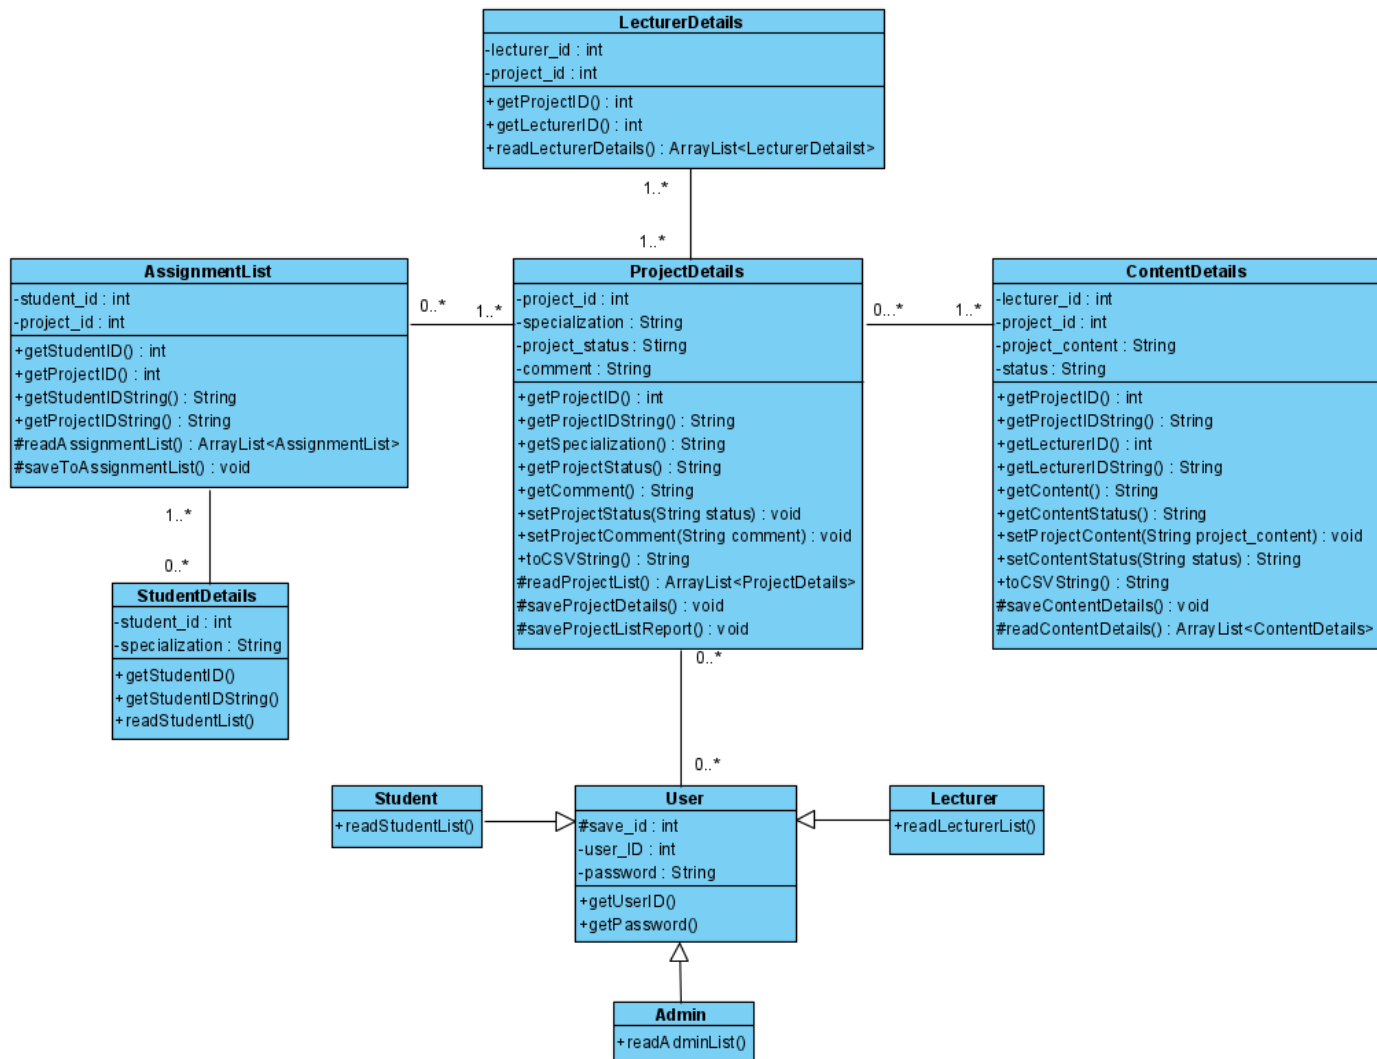 LecturerDetails
-lecturer_id : int
-project_id : int
+getProjectID() : int
+getLecturerID() : int
+readLecturerDetails() : ArrayList<LecturerDetailst>
1..*
1..*
AssignmentList
-student_id : int
-project_id : int
+getStudentID() : int
+getProjectID() : int
+getStudentIDString() : String
+getProjectIDString() : String
#readAssignmentList() : ArrayList<AssignmentList>
#saveToAssignmentList() : void
0..*
1..*
ProjectDetails
-project_id : int
-specialization : String
-project_status : Stirng
-comment : String
+getProjectID() : int
+getProjectIDString() : String
+getSpecialization() : String
+getProjectStatus() : String
+getComment() : String
+setProjectStatus(String status) : void
+setProjectComment(String comment) : void
+toCSVString() : String
#readProjectList() : ArrayList<ProjectDetails>
#saveProjectDetails() : void
#saveProjectListReport() : void
0...*
1..*
ContentDetails
-lecturer_id : int
-project_id : int
-project_content : String
-status : String
+getProjectID() : int
+getProjectIDString() : String
+getLecturerID() : int
+getLecturerIDString() : String
+getContent() : String
+getContentStatus() : String
+setProjectContent(String project_content) : void
+setContentStatus(String status) : String
+toCSVString() : String
#saveContentDetails() : void
#readContentDetails() : ArrayList<ContentDetails>
1..*
0..*
StudentDetails
-student_id : int
-specialization : String
+getStudentID()
+getStudentIDString()
+readStudentList()
0..*
0..*
Student
+readStudentList()
User
#save_id : int
-user_ID : int
-password : String
+getUserID()
+getPassword()
Lecturer
+readLecturerList()
Admin
+readAdminList()